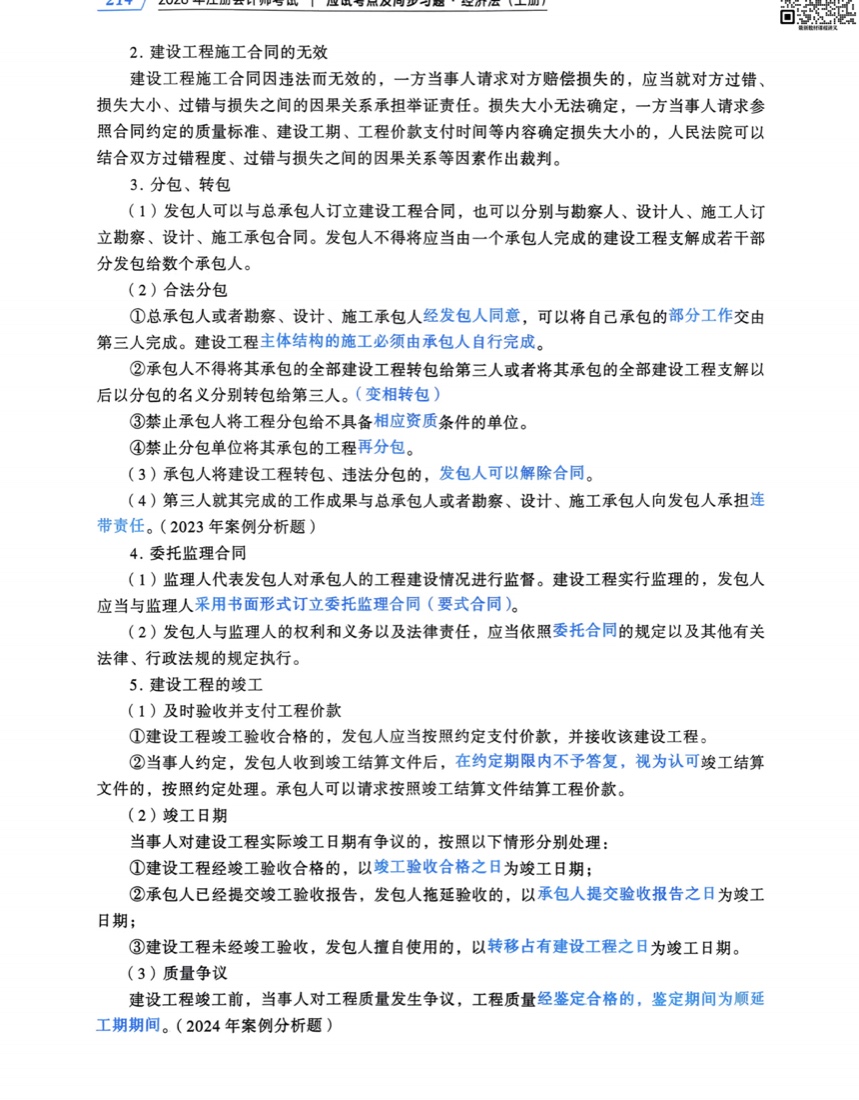 214 2026年注册会计师考试 | 应试考点及同步习题·经济法（上册）
2. 建设工程施工合同的无效
建设工程施工合同因违法而无效的，一方当事人请求对方赔偿损失的，应当就对方过错、
损失大小、过错与损失之间的因果关系承担举证责任。损失大小无法确定，一方当事人请求参
照合同约定的质量标准、建设工期、工程价款支付时间等内容确定损失大小的，人民法院可以
结合双方过错程度、过错与损失之间的因果关系等因素作出裁判。
3. 分包、转包
（1）发包人可以与总承包人订立建设工程合同，也可以分别与勘察人、设计人、施工人订
立勘察、设计、施工承包合同。发包人不得将应当由一个承包人完成的建设工程支解成若干部
分发包给数个承包人。
（2）合法分包
①总承包人或者勘察、设计、施工承包人经发包人同意，可以将自己承包的部分工作交由
第三人完成。建设工程主体结构的施工必须由承包人自行完成。
②承包人不得将其承包的全部建设工程转包给第三人或者将其承包的全部建设工程支解以
后以分包的名义分别转包给第三人。（变相转包）
③禁止承包人将工程分包给不具备相应资质条件的单位。
④禁止分包单位将其承包的工程再分包。
（3）承包人将建设工程转包、违法分包的，发包人可以解除合同。
（4）第三人就其完成的工作成果与总承包人或者勘察、设计、施工承包人向发包人承担连
带责任。（2023年案例分析题）
4. 委托监理合同
（1）监理人代表发包人对承包人的工程建设情况进行监督。建设工程实行监理的，发包人
应当与监理人采用书面形式订立委托监理合同（要式合同）。
（2）发包人与监理人的权利和义务以及法律责任，应当依照委托合同的规定以及其他有关
法律、行政法规的规定执行。
5. 建设工程的竣工
（1）及时验收并支付工程价款
①建设工程竣工验收合格的，发包人应当按照约定支付价款，并接收该建设工程。
②当事人约定，发包人收到竣工结算文件后，在约定期限内不予答复，视为认可竣工结算
文件的，按照约定处理。承包人可以请求按照竣工结算文件结算工程价款。
（2）竣工日期
当事人对建设工程实际竣工日期有争议的，按照以下情形分别处理：
①建设工程经竣工验收合格的，以竣工验收合格之日为竣工日期；
②承包人已经提交竣工验收报告，发包人拖延验收的，以承包人提交验收报告之日为竣工
日期；
③建设工程未经竣工验收，发包人擅自使用的，以转移占有建设工程之日为竣工日期。
（3）质量争议
建设工程竣工前，当事人对工程质量发生争议，工程质量经鉴定合格的，鉴定期间为顺延
工期期间。（2024年案例分析题）